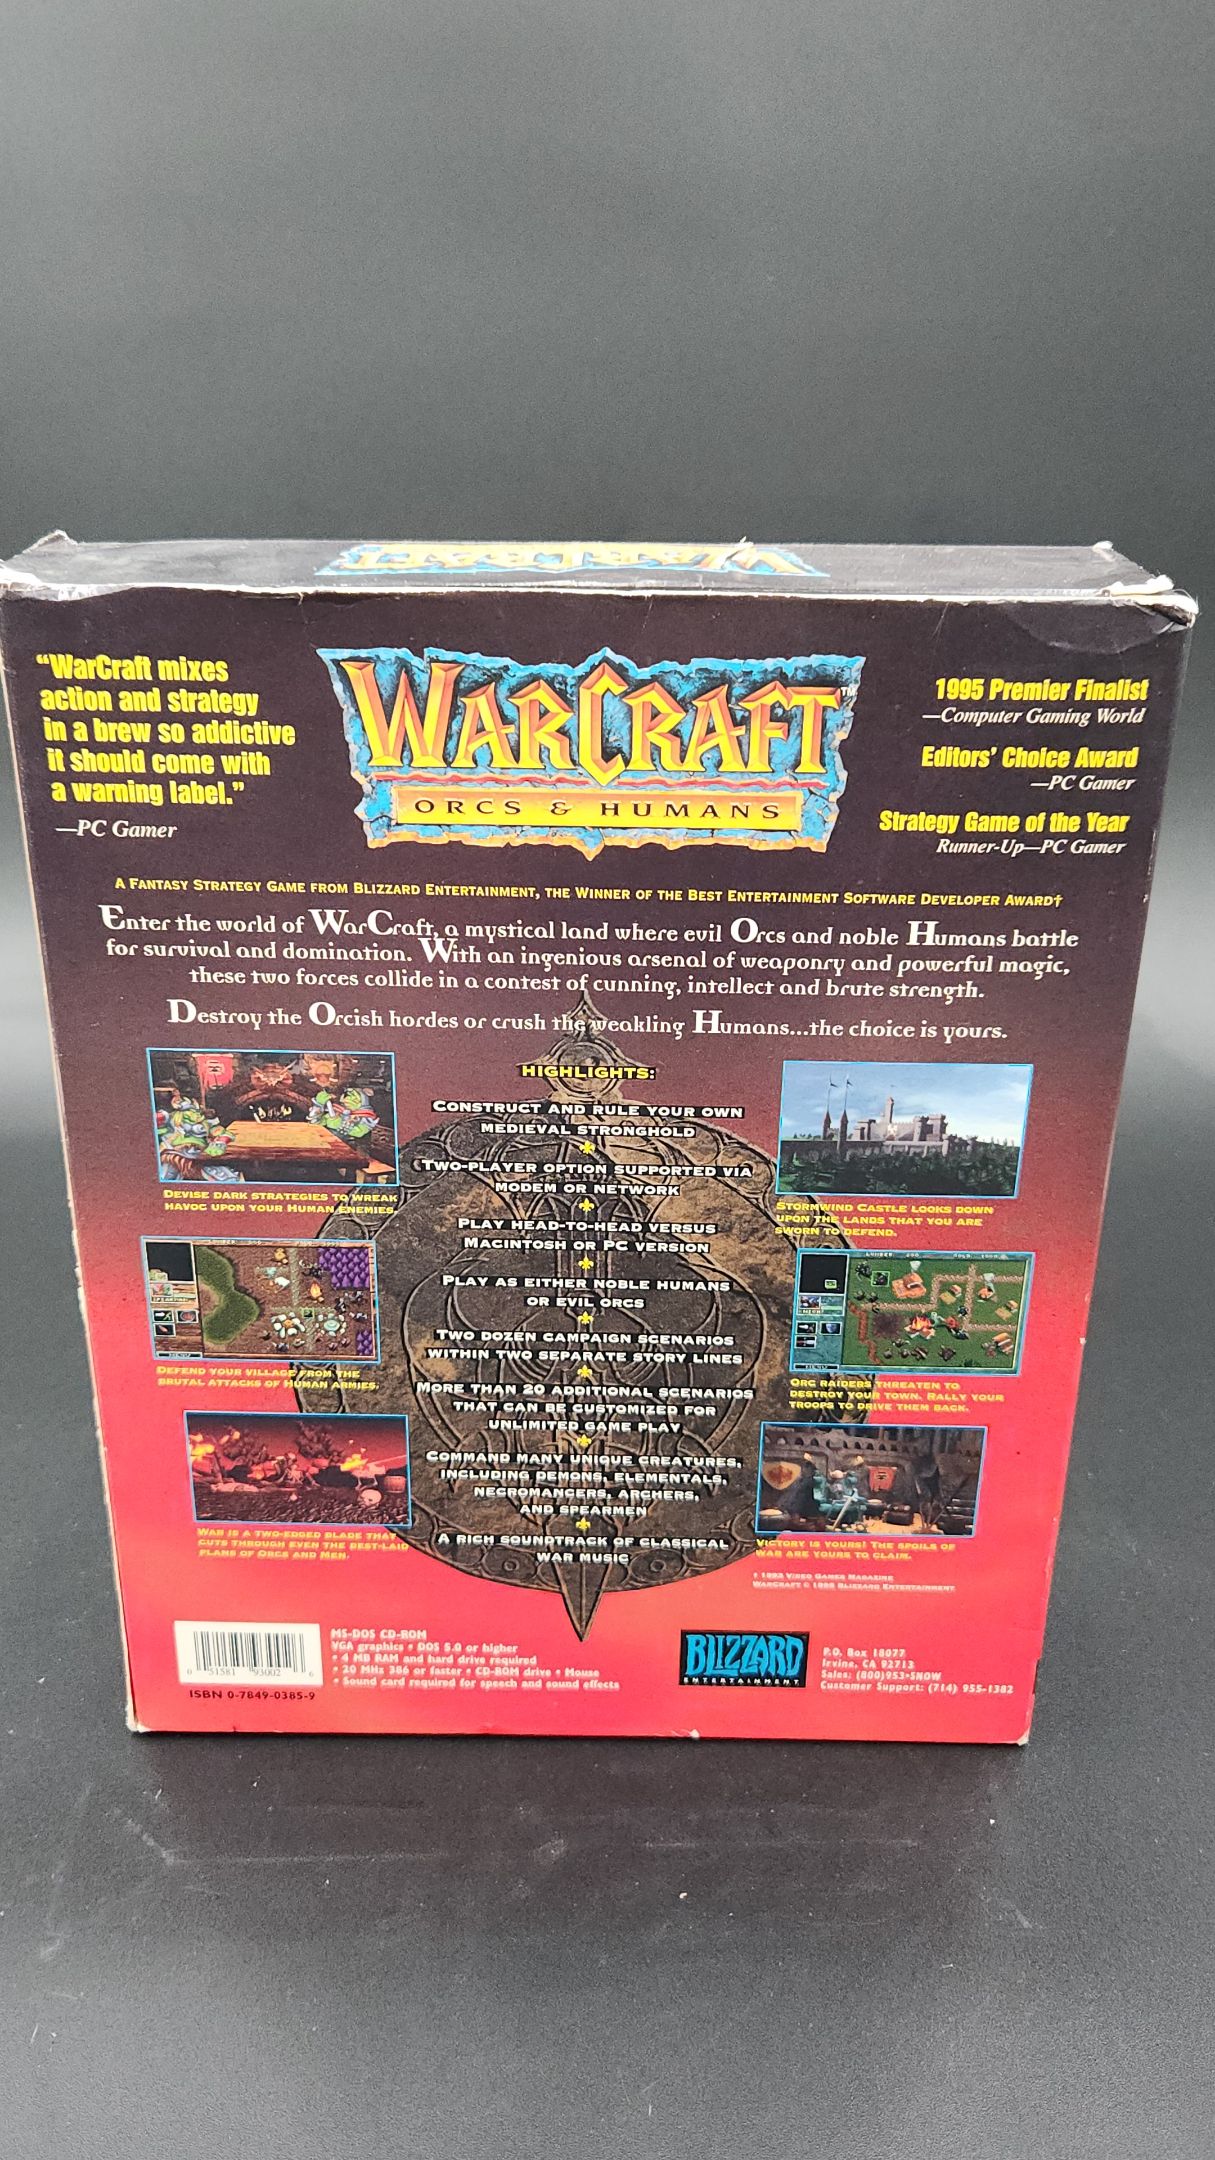 WARCRAFT
"WarCraft mixes
action and strategy
in a brew so addictive
it should come with
a warning label."
—PC Gamer
WARCRAFT™
ORCS & HUMANS
1995 Premier Finalist
—Computer Gaming World
Editors' Choice Award
—PC Gamer
Strategy Game of the Year
Runner-Up—PC Gamer
A FANTASY STRATEGY GAME FROM BLIZZARD ENTERTAINMENT, THE WINNER OF THE BEST ENTERTAINMENT SOFTWARE DEVELOPER AWARD†
Enter the world of WarCraft, a mystical land where evil Orcs and noble Humans battle
for survival and domination. With an ingenious arsenal of weaponry and powerful magic,
these two forces collide in a contest of cunning, intellect and brute strength.
Destroy the Orcish hordes or crush the weakling Humans...the choice is yours.
DEVISE DARK STRATEGIES TO WREAK
HAVOC UPON YOUR HUMAN ENEMIES.
DEFEND YOUR VILLAGE FROM THE
BRUTAL ATTACKS OF HUMAN ARMIES.
WAR IS A TWO-EDGED BLADE THAT
CUTS THROUGH EVEN THE BEST-LAID
PLANS OF ORCS AND MEN.
HIGHLIGHTS:
CONSTRUCT AND RULE YOUR OWN
MEDIEVAL STRONGHOLD
TWO-PLAYER OPTION SUPPORTED VIA
MODEM OR NETWORK
PLAY HEAD-TO-HEAD VERSUS
MACINTOSH OR PC VERSION
PLAY AS EITHER NOBLE HUMANS
OR EVIL ORCS
TWO DOZEN CAMPAIGN SCENARIOS
WITHIN TWO SEPARATE STORY LINES
MORE THAN 20 ADDITIONAL SCENARIOS
THAT CAN BE CUSTOMIZED FOR
UNLIMITED GAME PLAY
COMMAND MANY UNIQUE CREATURES,
INCLUDING DEMONS, ELEMENTALS,
NECROMANCERS, ARCHERS,
AND SPEARMEN
A RICH SOUNDTRACK OF CLASSICAL
WAR MUSIC
STORMWIND CASTLE LOOKS DOWN
UPON THE LANDS THAT YOU ARE
SWORN TO DEFEND.
ORC RAIDERS THREATEN TO
DESTROY YOUR TOWN. RALLY YOUR
TROOPS TO DRIVE THEM BACK.
VICTORY IS YOURS! THE SPOILS OF
WAR ARE YOURS TO CLAIM.
VIDEO GAMES MAGAZINE
WARCRAFT © BLIZZARD ENTERTAINMENT
0 51581 93002 6
ISBN 0-7849-0385-9
MS-DOS CD-ROM
VGA graphics • DOS 5.0 or higher
• 4 MB RAM and hard drive required
• 20 MHz 386 or faster • CD-ROM drive • Mouse
• Sound card required for speech and sound effects
BLIZZARD
ENTERTAINMENT
P.O. Box 18077
Irvine, CA 92713
Sales: (800)953-SNOW
Customer Support: (714) 955-1382